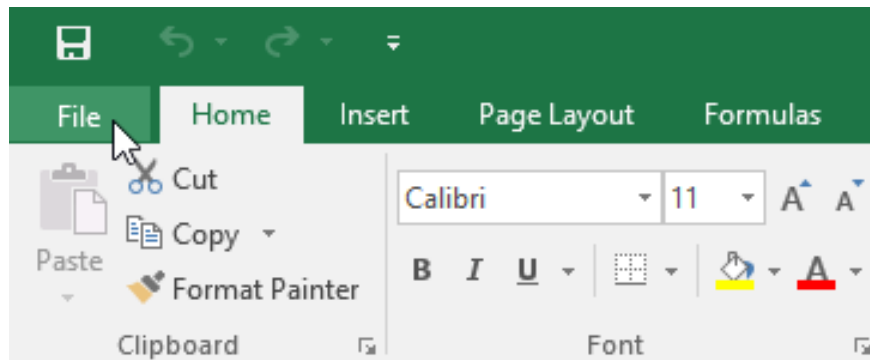 File Home Insert Page Layout Formulas
Cut
Calibri 11 A A
Copy
Paste
B I U A
Format Painter
Clipboard Font